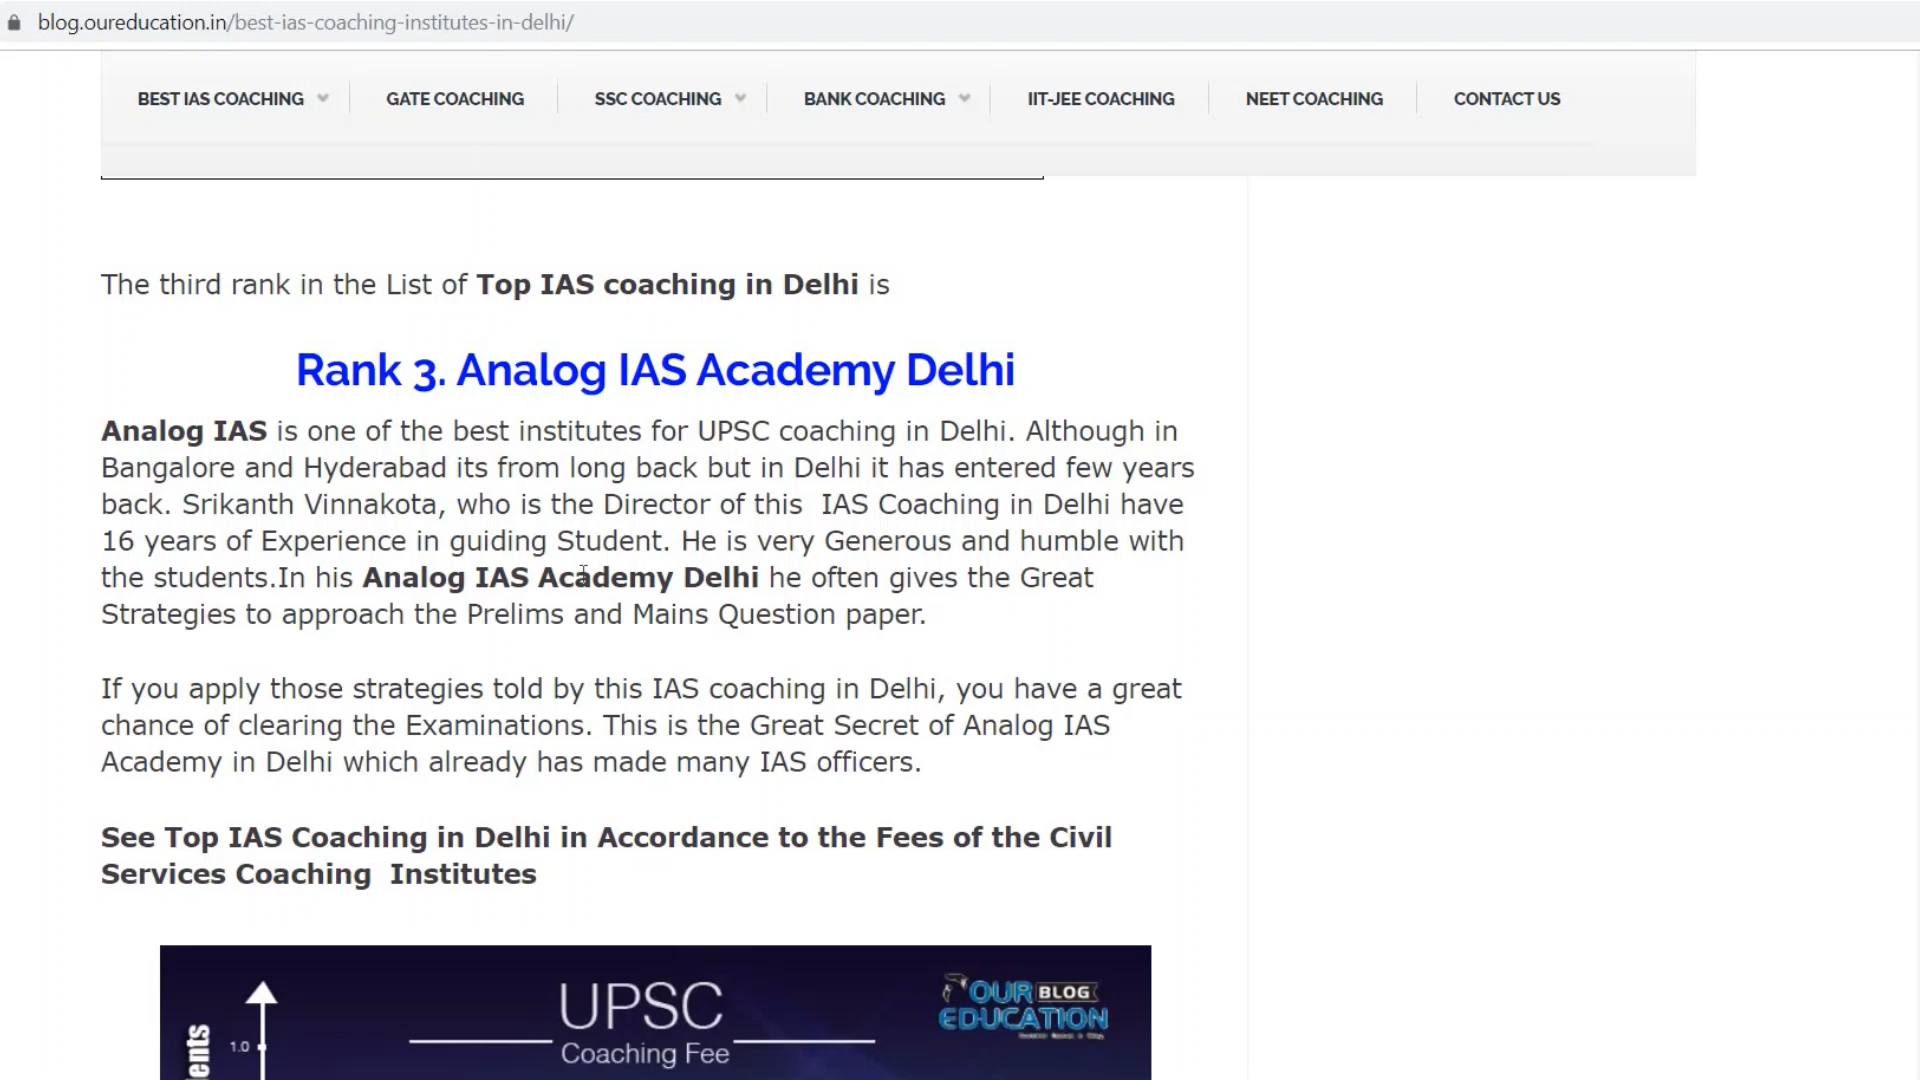 blog.oureducation.in/best-ias-coaching-institutes-in-delhi/
BEST IAS COACHING GATE COACHING SSC COACHING BANK COACHING IIT-JEE COACHING NEET COACHING CONTACT US
The third rank in the List of Top IAS coaching in Delhi is
Rank 3. Analog IAS Academy Delhi
Analog IAS is one of the best institutes for UPSC coaching in Delhi. Although in
Bangalore and Hyderabad its from long back but in Delhi it has entered few years
back. Srikanth Vinnakota, who is the Director of this  IAS Coaching in Delhi have
16 years of Experience in guiding Student. He is very Generous and humble with
the students.In his Analog IAS Academy Delhi he often gives the Great
Strategies to approach the Prelims and Mains Question paper.
If you apply those strategies told by this IAS coaching in Delhi, you have a great
chance of clearing the Examinations. This is the Great Secret of Analog IAS
Academy in Delhi which already has made many IAS officers.
See Top IAS Coaching in Delhi in Accordance to the Fees of the Civil
Services Coaching  Institutes
UPSC
Coaching Fee
OUR BLOG
EDUCATION
1.0